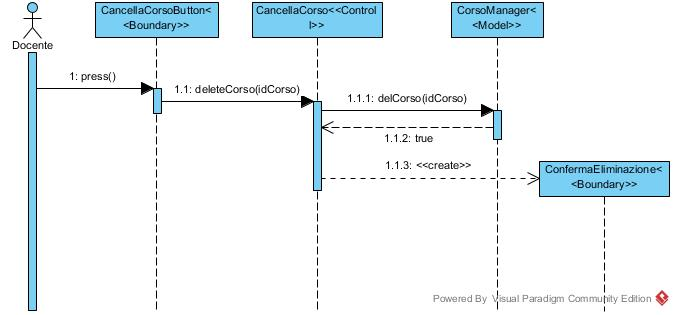 CancellaCorsoButton<
<Boundary>>
CancellaCorso<<Control
l>>
CorsoManager<
<Model>>
Docente
1: press()
1.1: deleteCorso(idCorso)
1.1.1: delCorso(idCorso)
1.1.2: true
1.1.3: <<create>>
ConfermaEliminazione<
<Boundary>>
Powered By Visual Paradigm Community Edition